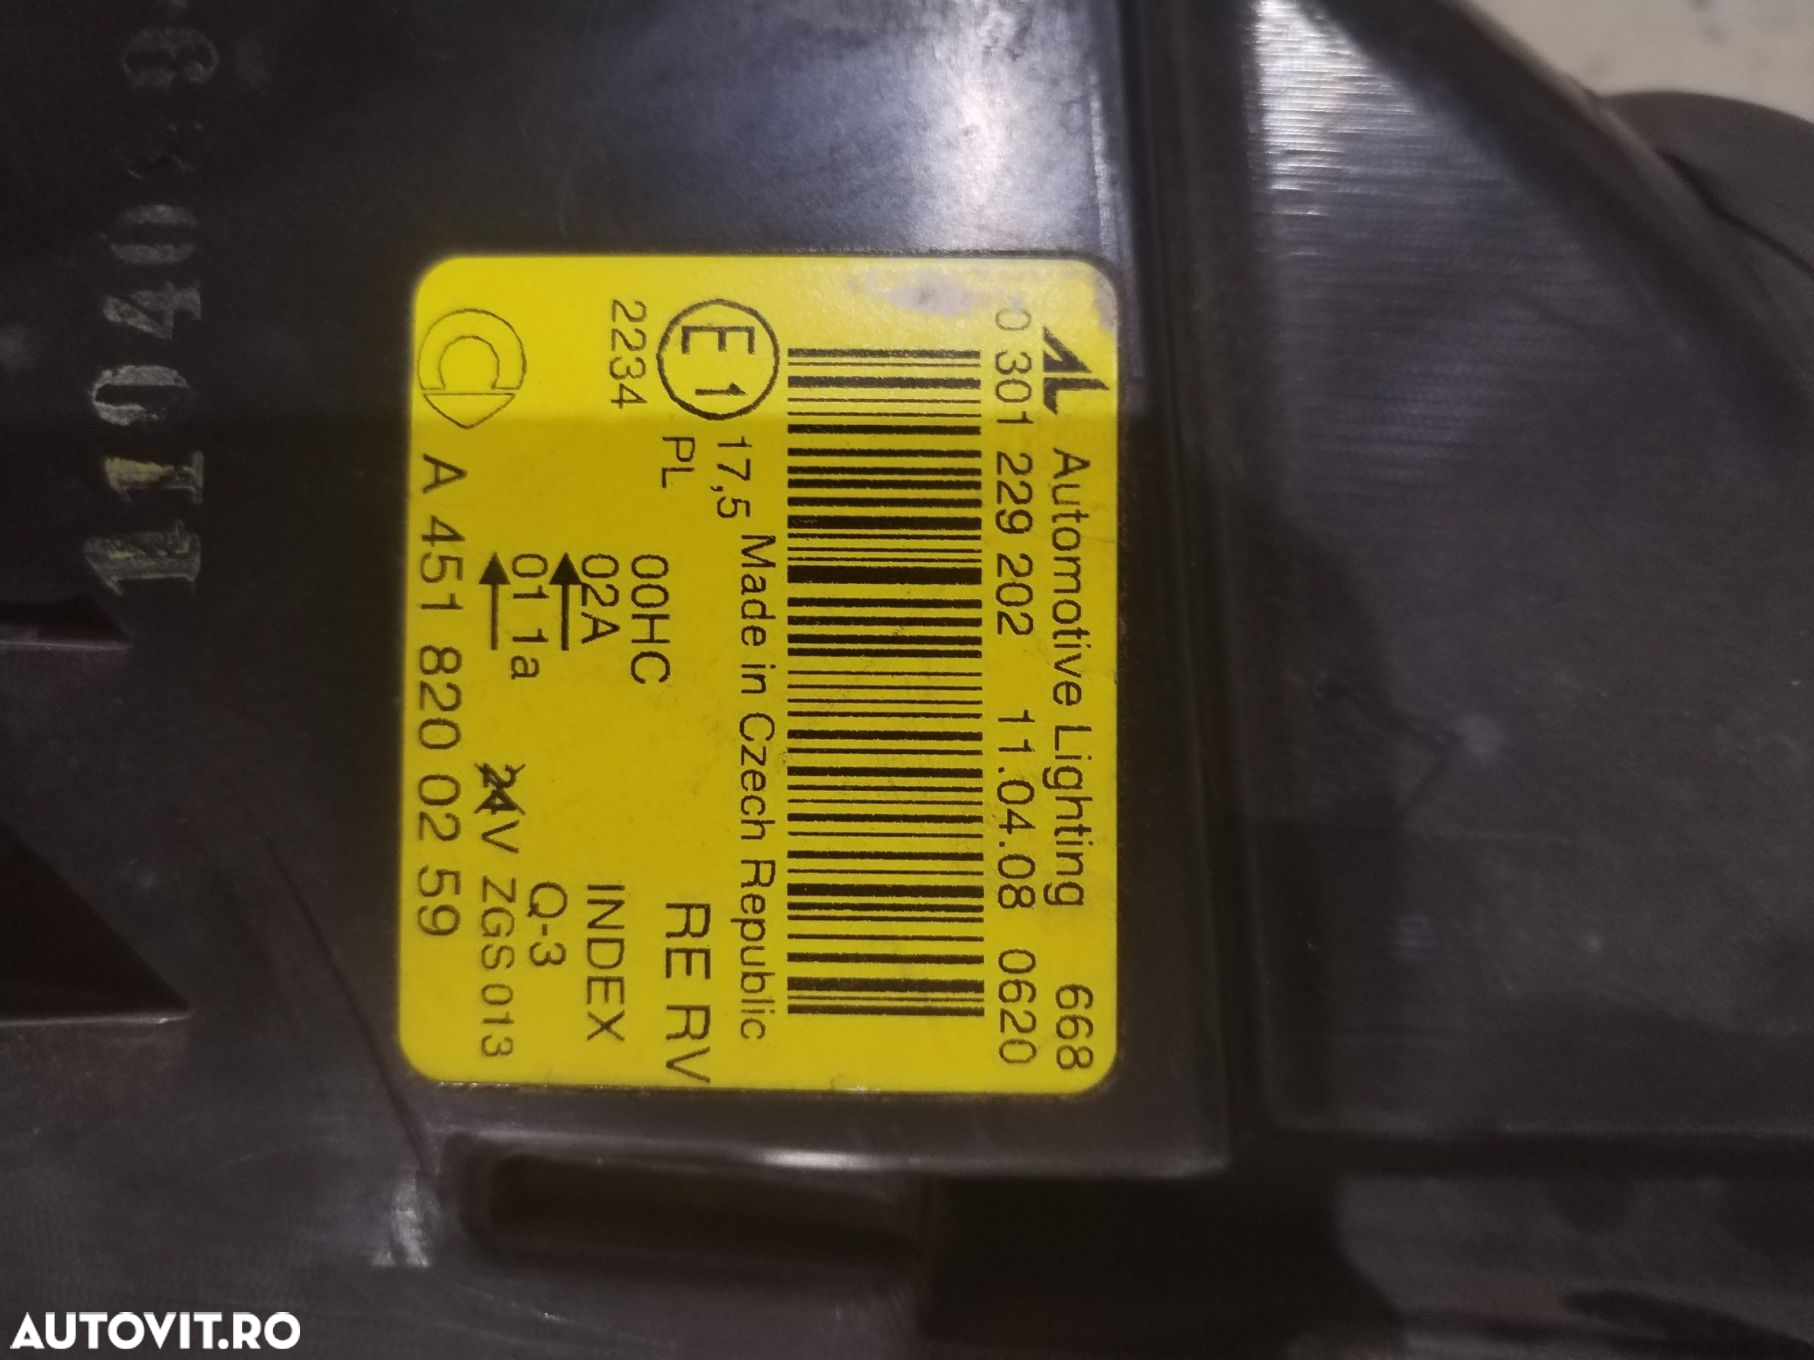 Automotive Lighting 668
0 301 229 202 11.04.08 0620
E1 17,5 Made in Czech Republic
2234 PL 00HC RE RV
02A INDEX
01 1a Q-3
24V ZGS 013
A 451 820 02 59
AUTOVIT.RO